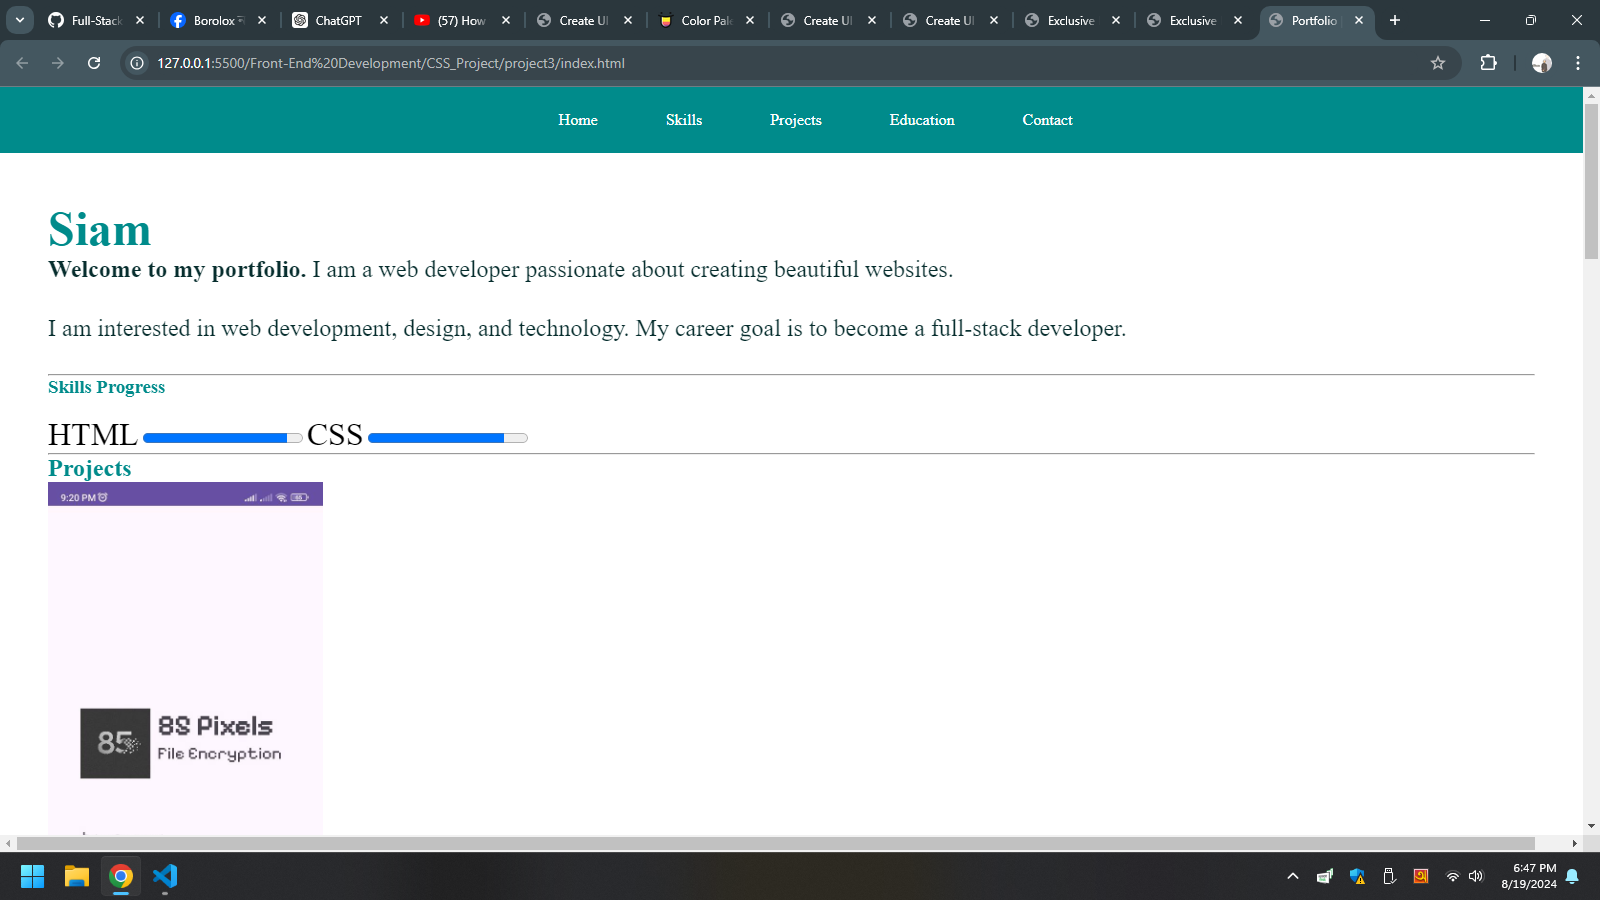 Full-Stack
Borolox
ChatGPT
(57) How
Create UI
Color Pale
Create UI
Create UI
Exclusive
Exclusive
Portfolio
127.0.0.1:5500/Front-End%20Development/CSS_Project/project3/index.html
Home
Skills
Projects
Education
Contact
Siam
Welcome to my portfolio. I am a web developer passionate about creating beautiful websites.
I am interested in web development, design, and technology. My career goal is to become a full-stack developer.
Skills Progress
HTML
CSS
Projects
9:20 PM
85
8S Pixels
File Encryption
6:47 PM
8/19/2024